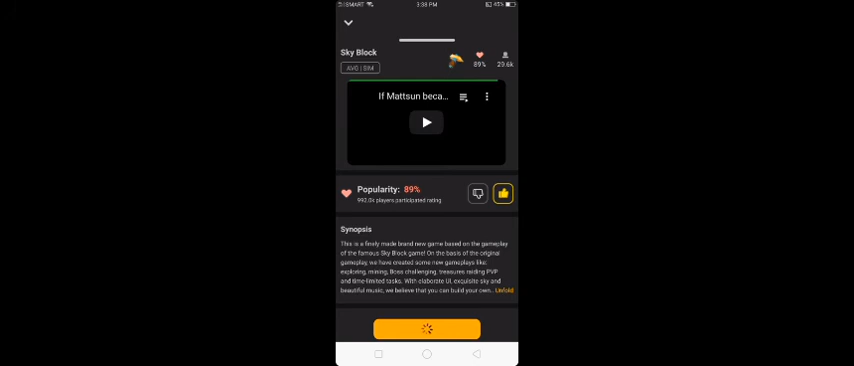 SMART 3:38 PM 45%
Sky Block
AVG | SIM
89% 23.6k
If Mattsun beca...
Popularity: 89%
992.0k players participated rating
Synopsis
This is a finely made brand new game based on the gameplay
of the famous Sky Block game! On the basis of the original
gameplay, we have created some new gameplays like:
exploring, mining, Boss challenging, treasures raiding PVP
and time-limited tasks. With elaborate UI, exquisite sky and
beautiful music, we believe that you can build your own... Unfold